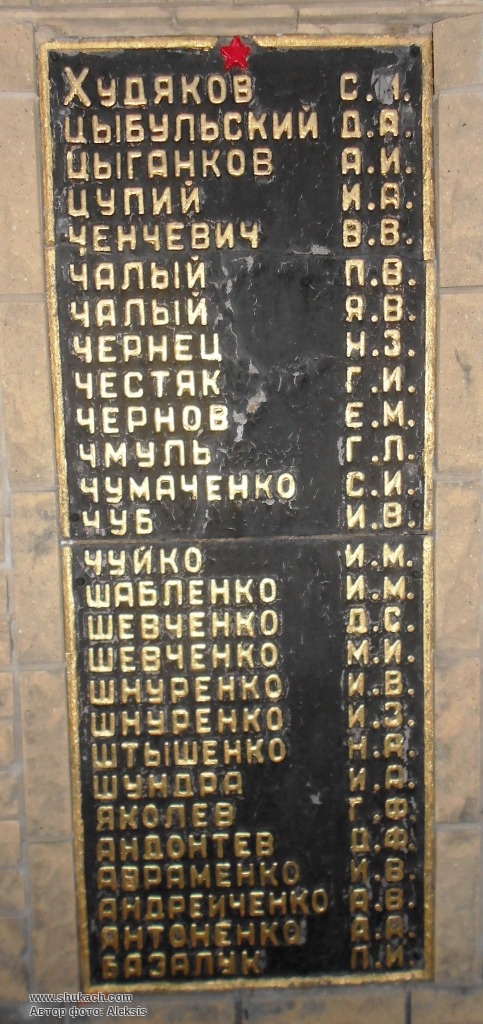 ХУДЯКОВ С.И.
ЦЫБУЛЬСКИЙ Д.А.
ЦЫГАНКОВ А.И.
ЦУПИЙ И.А.
ЧЕНЧЕВИЧ В.В.
ЧАЛЫЙ П.В.
ЧАЛЫЙ Я.В.
ЧЕРНЕЦ Н.З.
ЧЕСТЯК Г.И.
ЧЕРНОВ Е.М.
ЧМУЛЬ Г.Л.
ЧУМАЧЕНКО С.И.
ЧУБ И.В.
ЧУЙКО И.М.
ШАБЛЕНКО И.М.
ШЕВЧЕНКО Д.С.
ШЕВЧЕНКО М.И.
ШНУРЕНКО И.В.
ШНУРЕНКО И.З.
ШТЫШЕНКО Н.А.
ШУНДРА И.А.
ЯКОЛЕВ Г.Ф.
АНДОНТЕВ Д.Ф.
АВРАМЕНКО И.В.
АНДРЕЙЧЕНКО А.В.
АНТОНЕНКО А.А.
БАЗАЛУК П.И.
www.shukach.com
Автор фото: Aleksis